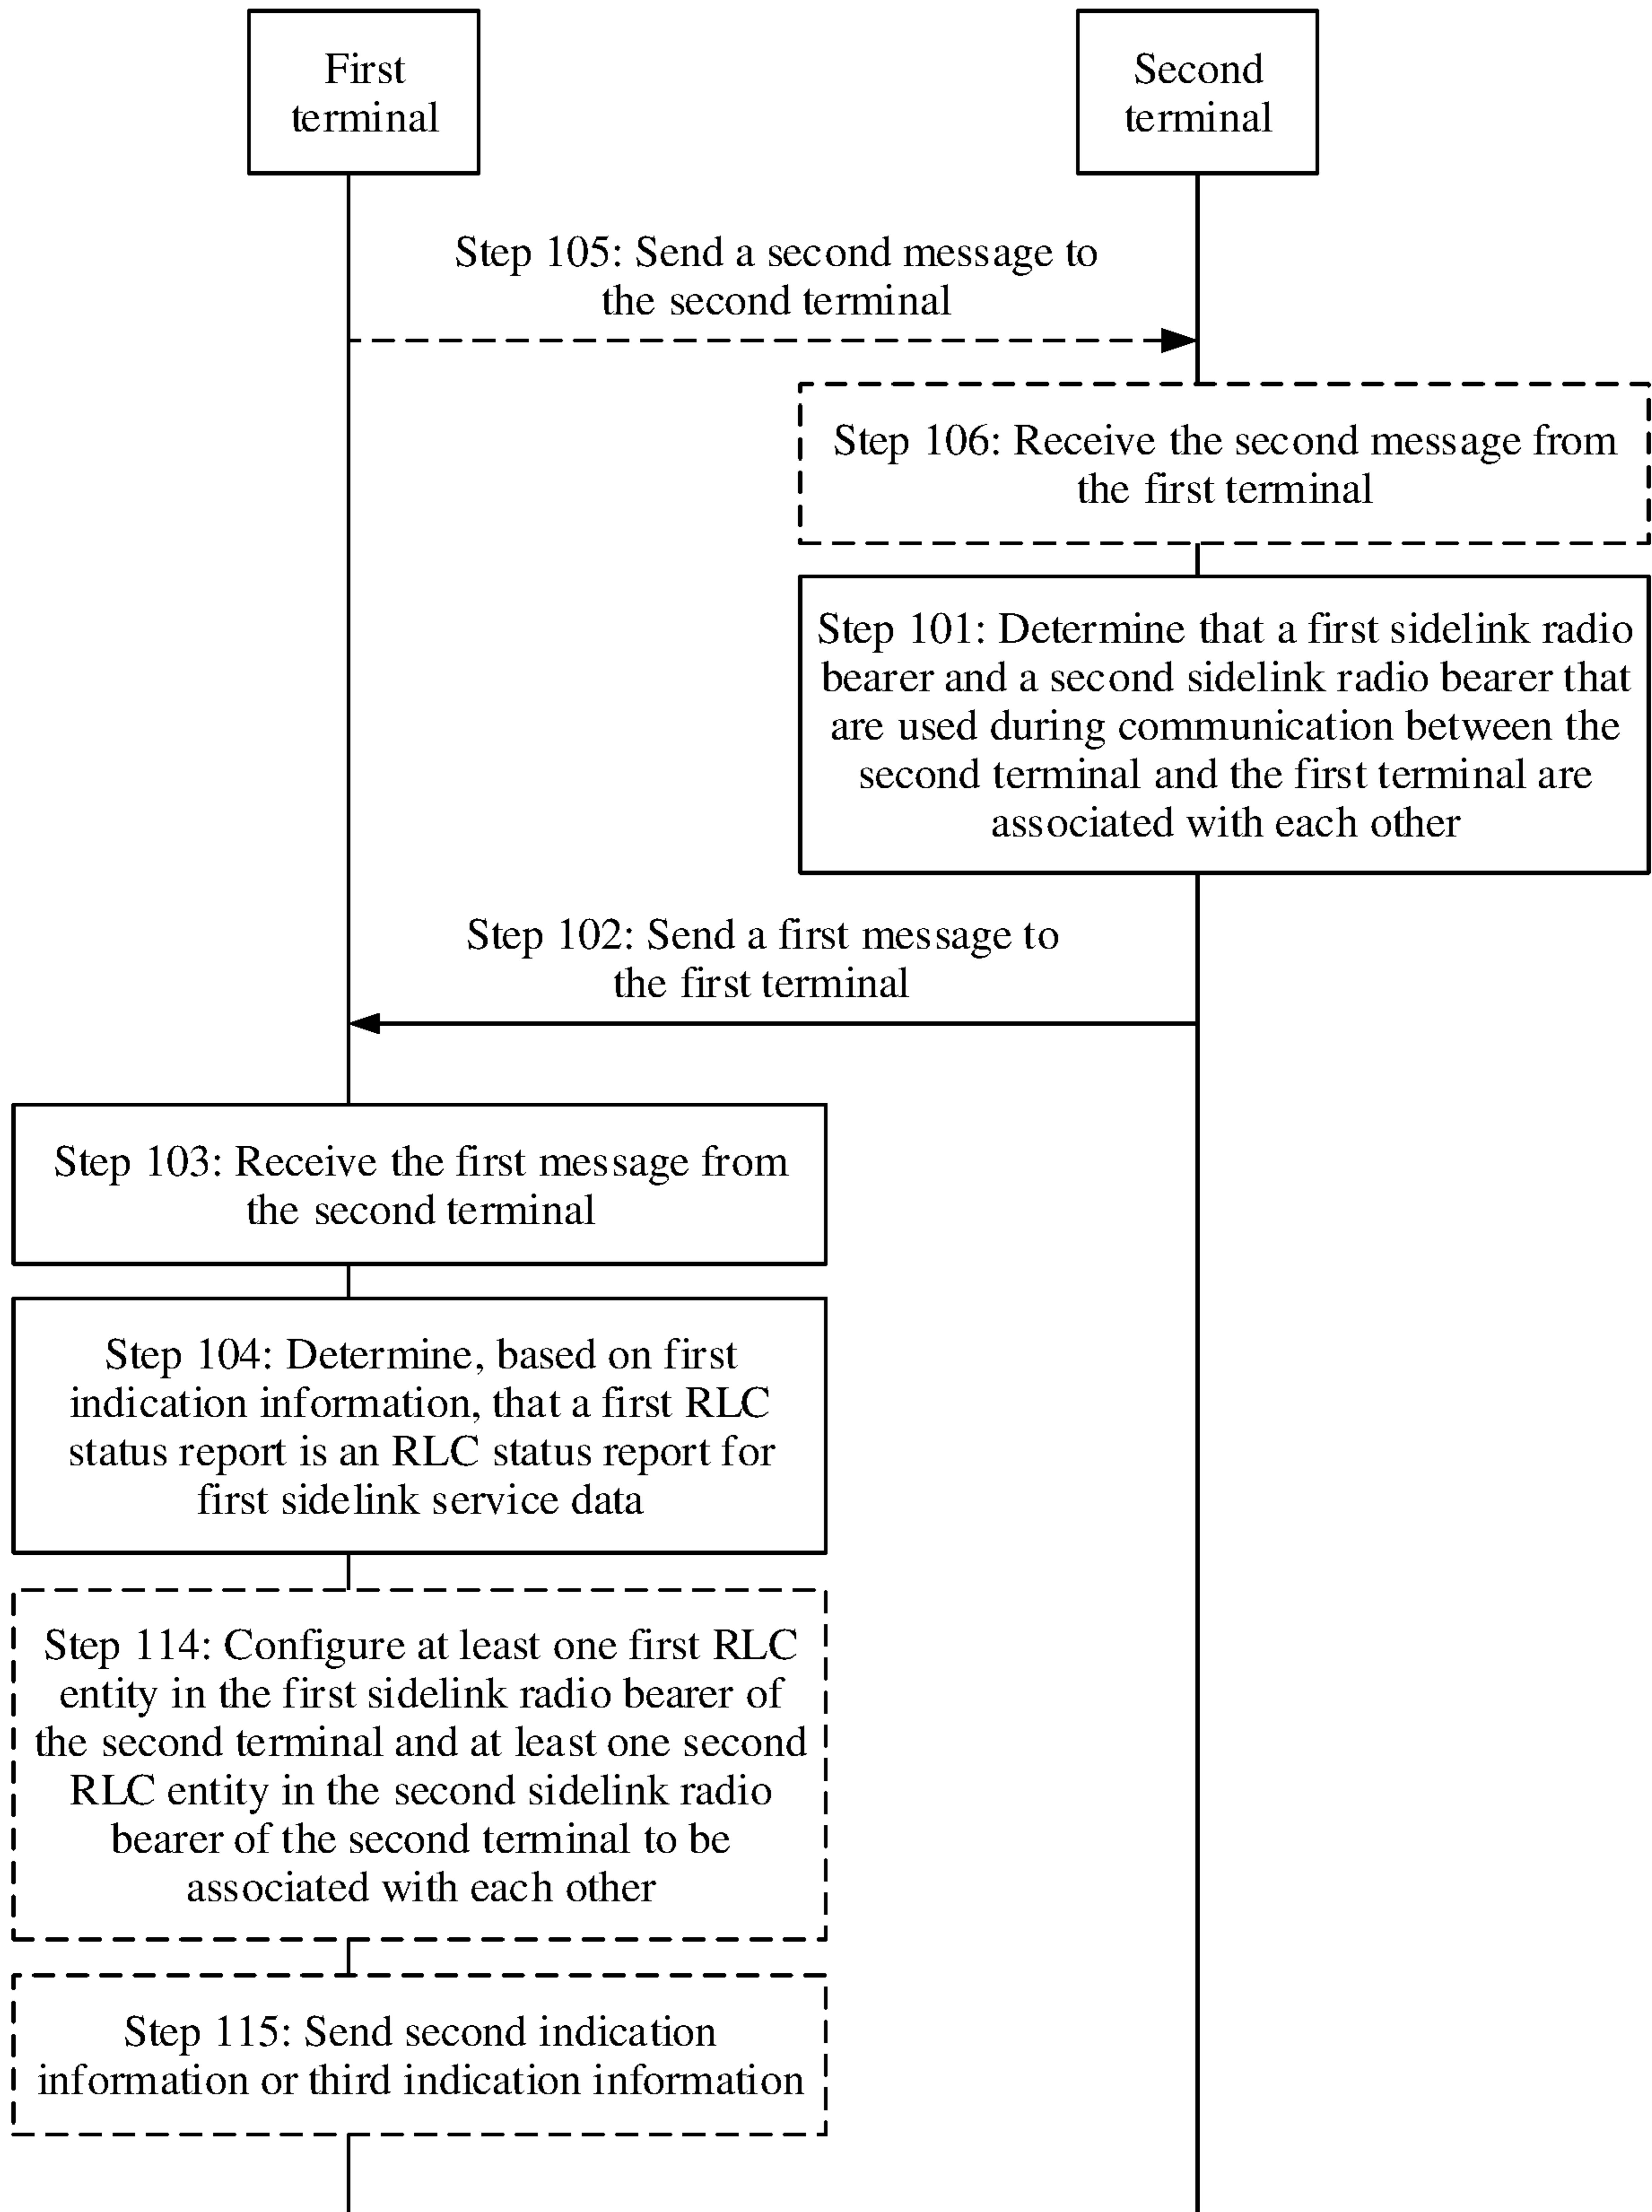 First
terminal
Second
terminal
Step 105: Send a second message to
the second terminal
Step 106: Receive the second message from
the first terminal
Step 101: Determine that a first sidelink radio
bearer and a second sidelink radio bearer that
are used during communication between the
second terminal and the first terminal are
associated with each other
Step 102: Send a first message to
the first terminal
Step 103: Receive the first message from
the second terminal
Step 104: Determine, based on first
indication information, that a first RLC
status report is an RLC status report for
first sidelink service data
Step 114: Configure at least one first RLC
entity in the first sidelink radio bearer of
the second terminal and at least one second
RLC entity in the second sidelink radio
bearer of the second terminal to be
associated with each other
Step 115: Send second indication
information or third indication information